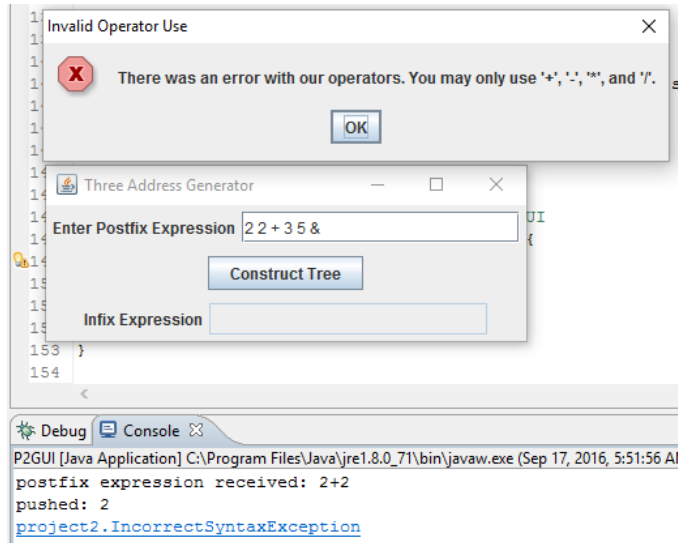 Invalid Operator Use
There was an error with our operators. You may only use '+', '-', '*', and '/'.
OK
Three Address Generator
Enter Postfix Expression 2 2 + 3 5 &
UI
{
Construct Tree
Infix Expression
153 }
154
Debug Console
P2GUI [Java Application] C:\Program Files\Java\jre1.8.0_71\bin\javaw.exe (Sep 17, 2016, 5:51:56 A
postfix expression received: 2+2
pushed: 2
project2.IncorrectSyntaxException